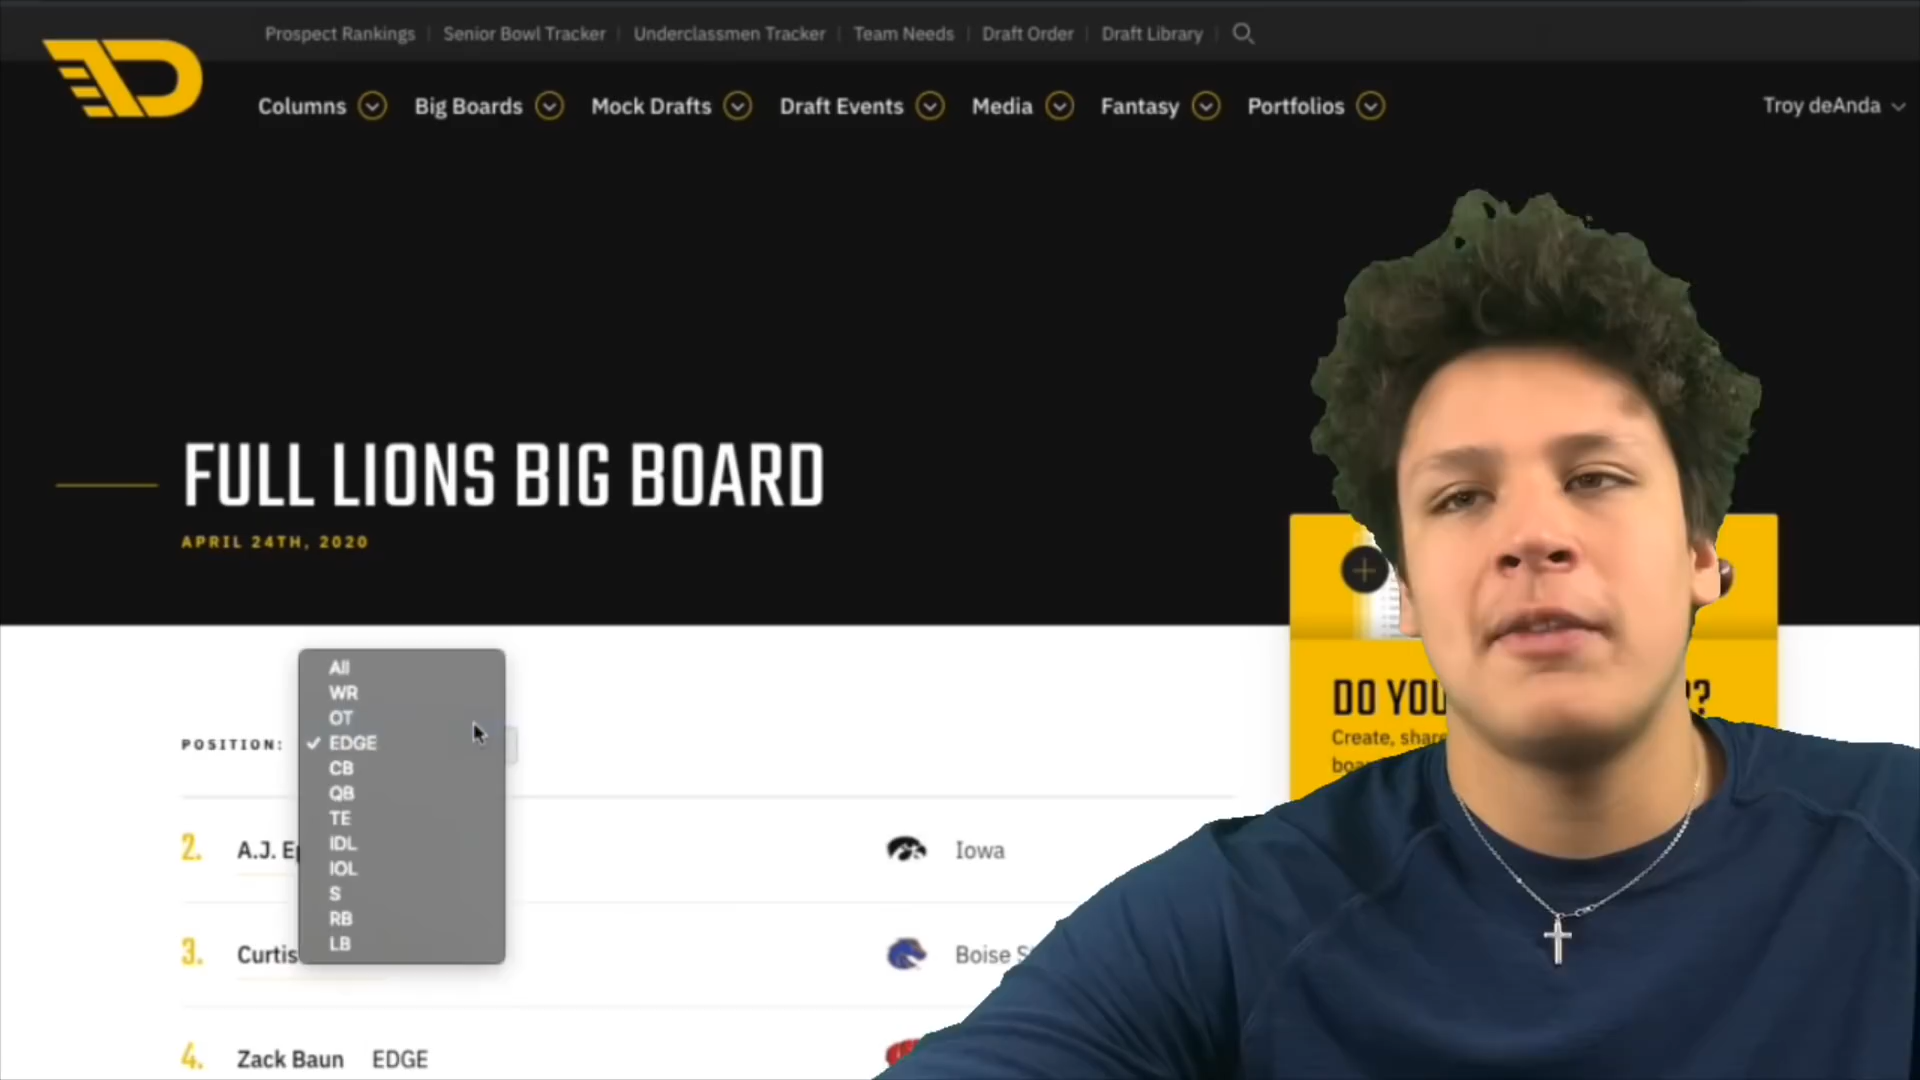 Prospect Rankings | Senior Bowl Tracker | Underclassmen Tracker | Team Needs | Draft Order | Draft Library
Columns Big Boards Mock Drafts Draft Events Media Fantasy Portfolios Troy deAnda
FULL LIONS BIG BOARD
APRIL 24TH, 2020
DO YOU ?
Create, share
POSITION:
All
WR
OT
✓ EDGE
CB
QB
TE
IDL
IOL
S
RB
LB
2. A.J. Iowa
3. Curtis Boise
4. Zack Baun EDGE